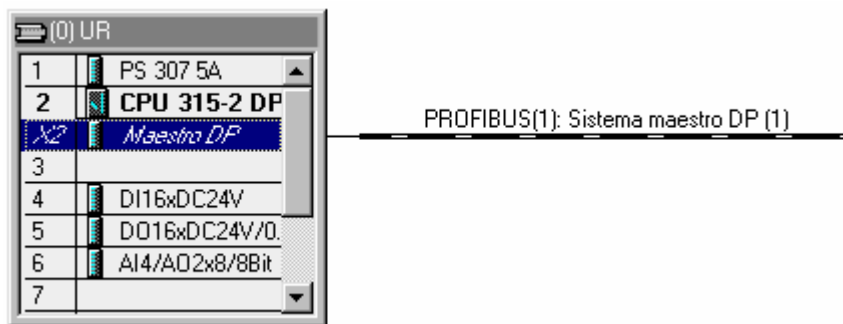 (0) UR
1 PS 307 5A
2 CPU 315-2 DP
X2 Maestro DP
3
4 DI16xDC24V
5 DO16xDC24V/0.
6 AI4/AO2x8/8Bit
7
PROFIBUS(1): Sistema maestro DP (1)